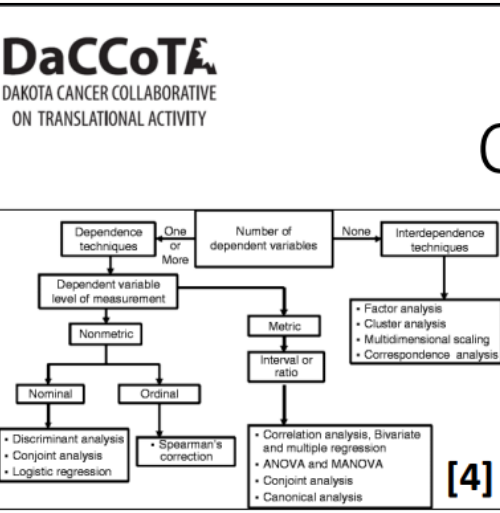 DaCCoTA
DAKOTA CANCER COLLABORATIVE
ON TRANSLATIONAL ACTIVITY
Dependence
techniques
One
or
More
Number of
dependent variables
None
Interdependence
techniques
Dependent variable
level of measurement
• Factor analysis
• Cluster analysis
• Multidimensional scaling
• Correspondence analysis
Nonmetric
Metric
Interval or
ratio
Nominal
Ordinal
• Discriminant analysis
• Conjoint analysis
• Logistic regression
• Spearman's
correction
• Correlation analysis, Bivariate
and multiple regression
• ANOVA and MANOVA
• Conjoint analysis
• Canonical analysis
[4]